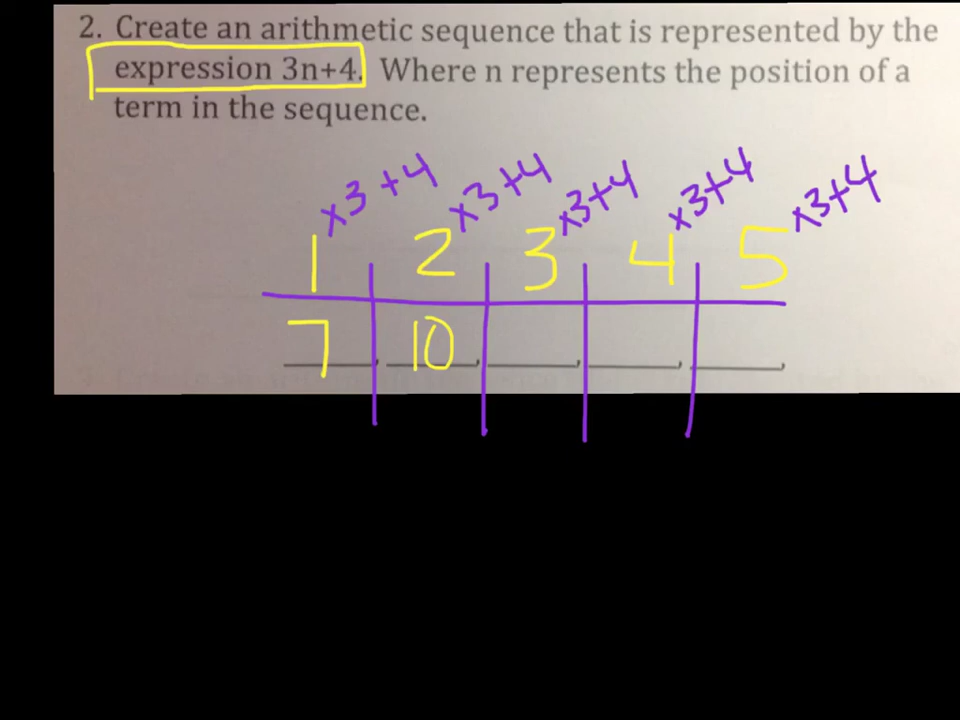 2. Create an arithmetic sequence that is represented by the
expression 3n+4. Where n represents the position of a
term in the sequence.
x3+4 x3+4 x3+4 x3+4 x3+4
1 2 3 4 5
7, 10, , , ,